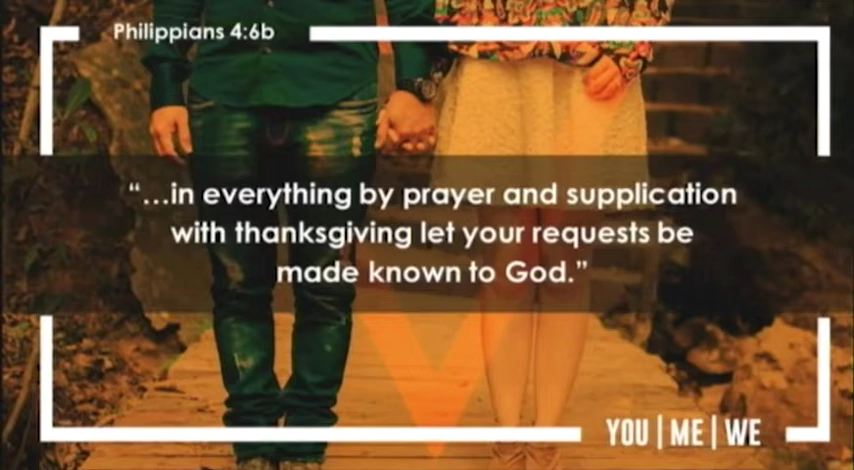 Philippians 4:6b
“...in everything by prayer and supplication
with thanksgiving let your requests be
made known to God.”
YOU | ME | WE